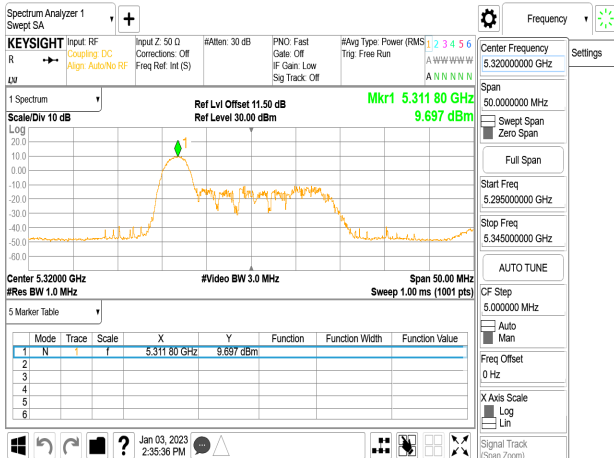 Spectrum Analyzer 1
Swept SA
Frequency
KEYSIGHT
R
Input: RF
Coupling: DC
Align: Auto/No RF
Input Z: 50 Ω
Corrections: Off
Freq Ref: Int (S)
#Atten: 30 dB
PNO: Fast
Gate: Off
IF Gain: Low
Sig Track: Off
#Avg Type: Power (RMS
Trig: Free Run
1 2 3 4 5 6
A W W W W W
A N N N N N
LXI
Center Frequency
5.320000000 GHz
Settings
Span
50.0000000 MHz
Swept Span
Zero Span
Full Span
Start Freq
5.295000000 GHz
Stop Freq
5.345000000 GHz
AUTO TUNE
CF Step
5.000000 MHz
Auto
Man
Freq Offset
0 Hz
X Axis Scale
Log
Lin
Signal Track
(Span Zoom)
1 Spectrum
Scale/Div 10 dB
Ref Lvl Offset 11.50 dB
Ref Level 30.00 dBm
Mkr1 5.311 80 GHz
9.697 dBm
Log
1
20.0
10.0
0.00
-10.0
-20.0
-30.0
-40.0
-50.0
-60.0
Center 5.32000 GHz
#Res BW 1.0 MHz
#Video BW 3.0 MHz
Span 50.00 MHz
Sweep 1.00 ms (1001 pts)
5 Marker Table
Mode Trace Scale X Y Function Function Width Function Value
1 N 1 f 5.311 80 GHz 9.697 dBm
2
3
4
5
6
Jan 03, 2023
2:35:36 PM